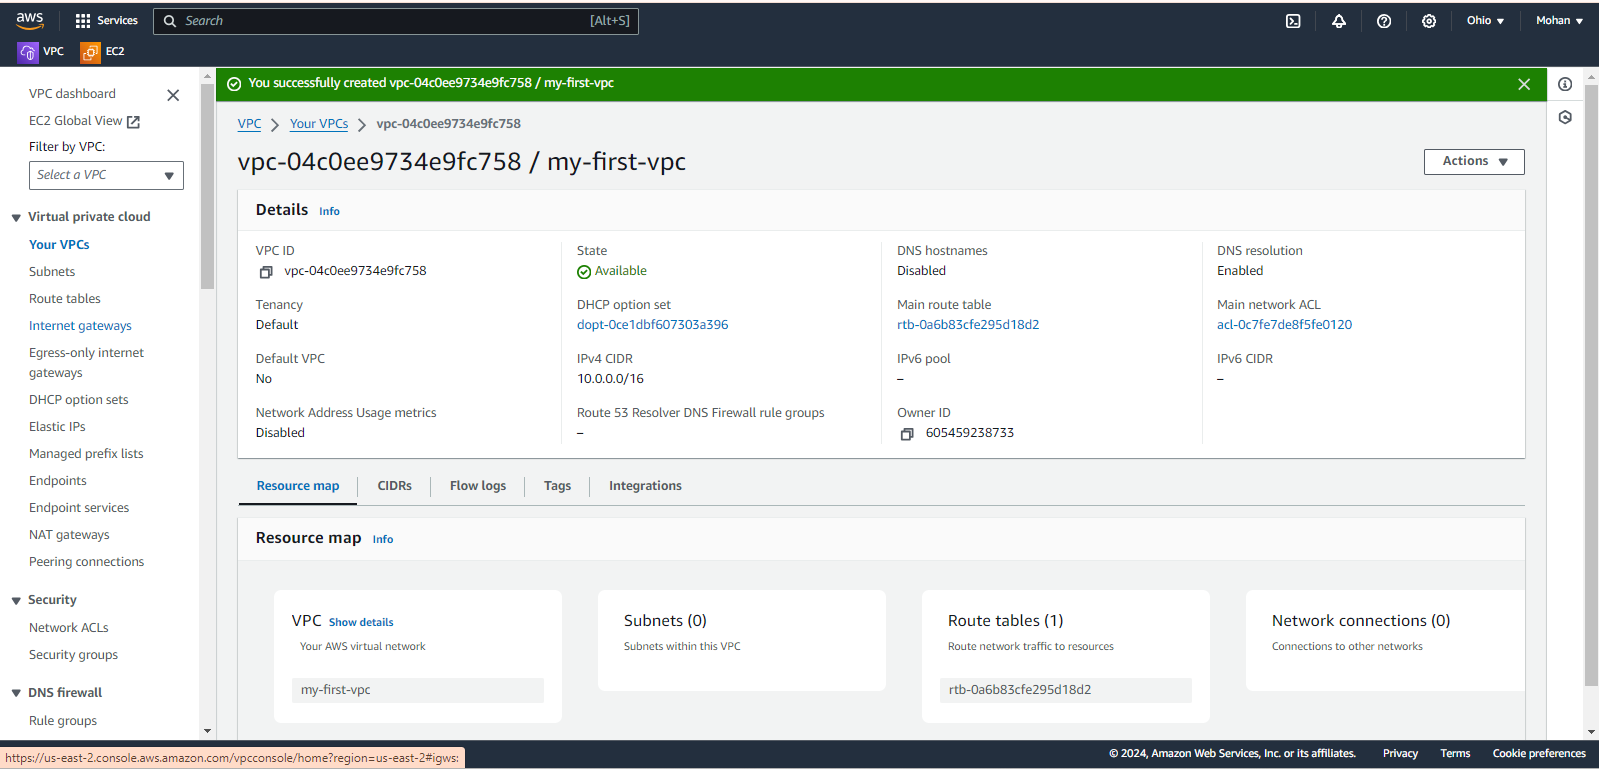 aws
Services
Search
[Alt+S]
Ohio
Mohan
VPC
EC2
VPC dashboard
EC2 Global View
Filter by VPC:
Select a VPC
Virtual private cloud
Your VPCs
Subnets
Route tables
Internet gateways
Egress-only internet
gateways
DHCP option sets
Elastic IPs
Managed prefix lists
Endpoints
Endpoint services
NAT gateways
Peering connections
Security
Network ACLs
Security groups
DNS firewall
Rule groups
You successfully created vpc-04c0ee9734e9fc758 / my-first-vpc
VPC
Your VPCs
vpc-04c0ee9734e9fc758
vpc-04c0ee9734e9fc758 / my-first-vpc
Actions
Details Info
VPC ID
vpc-04c0ee9734e9fc758
State
Available
DNS hostnames
Disabled
DNS resolution
Enabled
Tenancy
Default
DHCP option set
dopt-0ce1dbf607303a396
Main route table
rtb-0a6b83cfe295d18d2
Main network ACL
acl-0c7fe7de8f5fe0120
Default VPC
No
IPv4 CIDR
10.0.0.0/16
IPv6 pool
–
IPv6 CIDR
–
Network Address Usage metrics
Disabled
Route 53 Resolver DNS Firewall rule groups
–
Owner ID
605459238733
Resource map
CIDRs
Flow logs
Tags
Integrations
Resource map Info
VPC Show details
Your AWS virtual network
my-first-vpc
Subnets (0)
Subnets within this VPC
Route tables (1)
Route network traffic to resources
rtb-0a6b83cfe295d18d2
Network connections (0)
Connections to other networks
https://us-east-2.console.aws.amazon.com/vpcconsole/home?region=us-east-2#igws:
© 2024, Amazon Web Services, Inc. or its affiliates.
Privacy
Terms
Cookie preferences